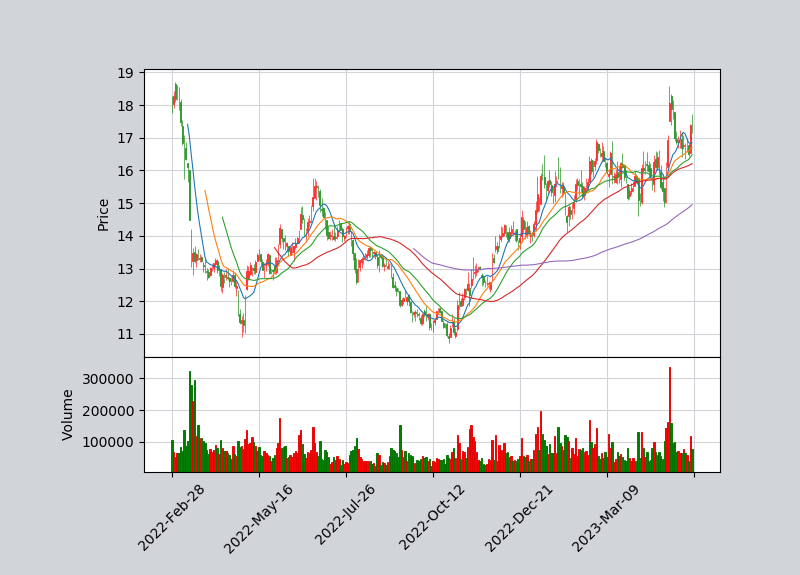 19
18
17
16
15
14
13
12
11
Price
300000
200000
100000
Volume
2022-Feb-28
2022-May-16
2022-Jul-26
2022-Oct-12
2022-Dec-21
2023-Mar-09